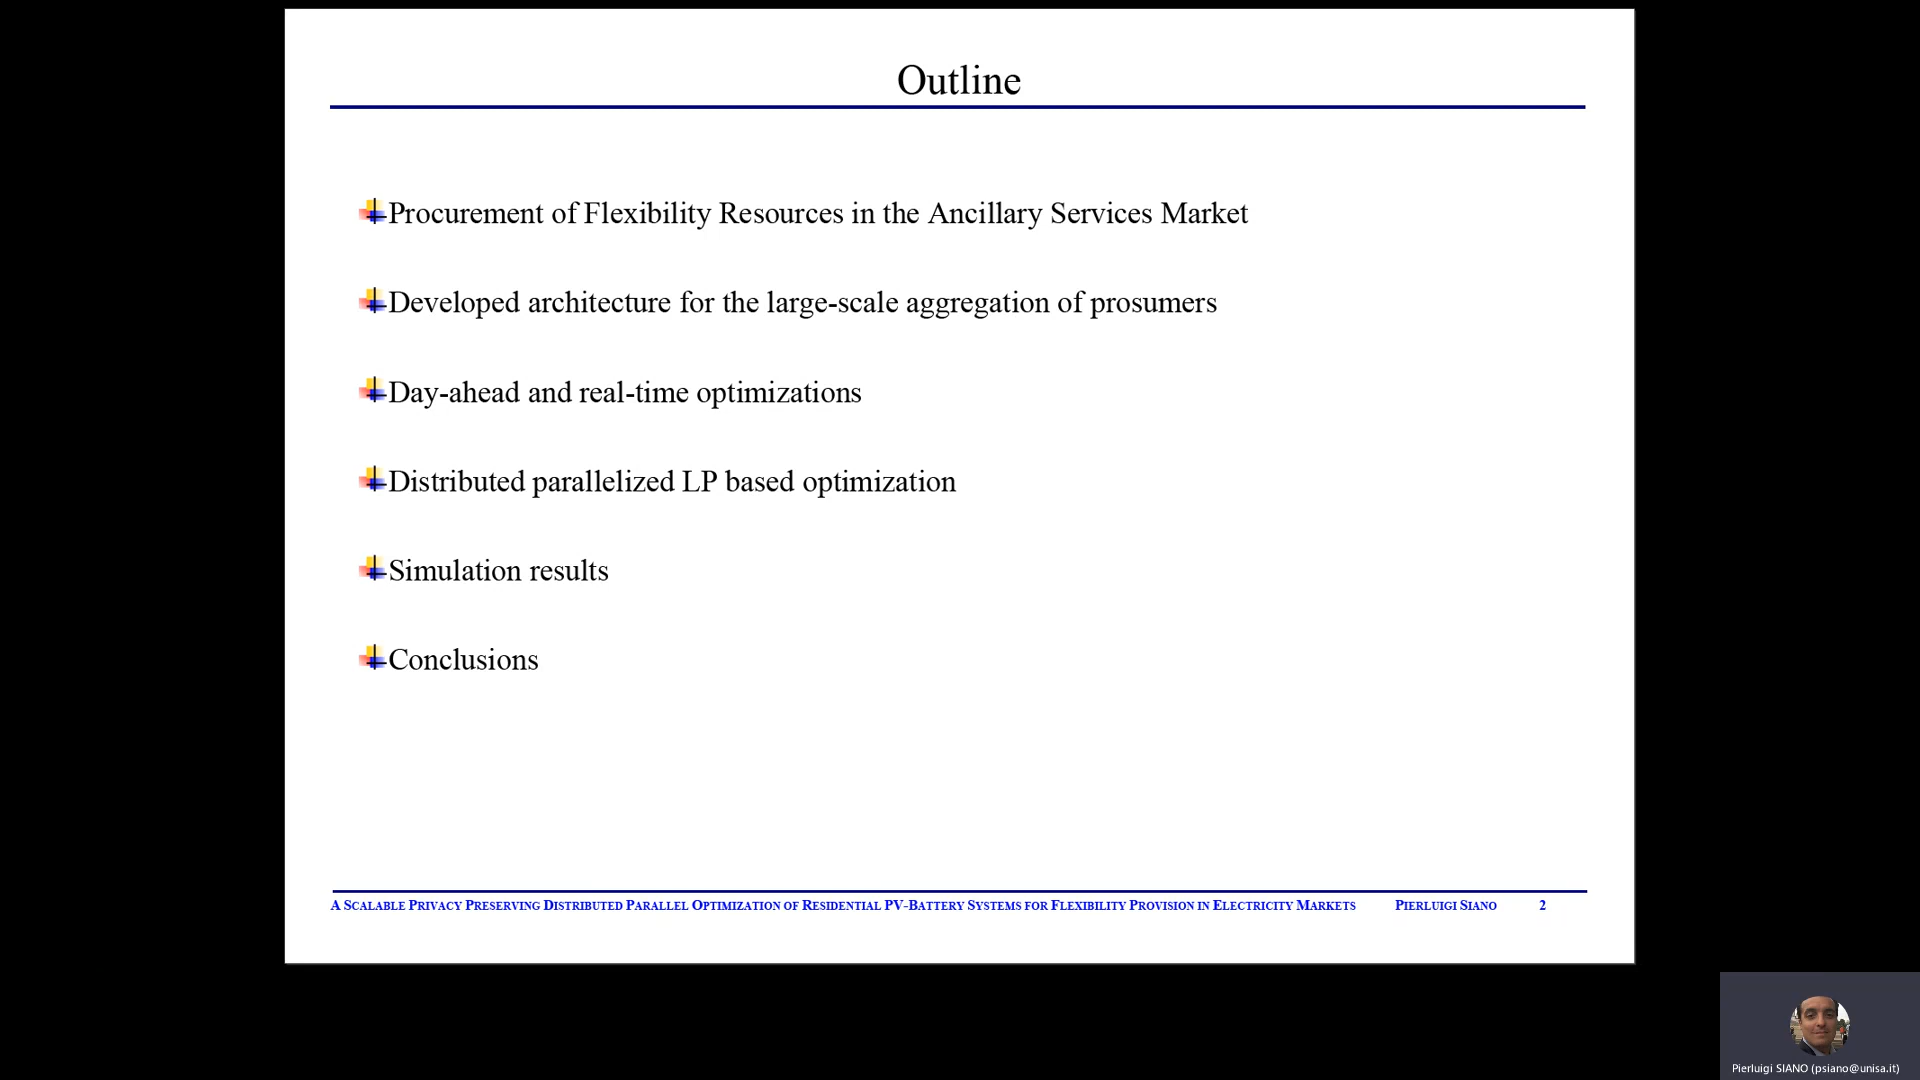 Outline
Procurement of Flexibility Resources in the Ancillary Services Market
Developed architecture for the large-scale aggregation of prosumers
Day-ahead and real-time optimizations
Distributed parallelized LP based optimization
Simulation results
Conclusions
A Scalable Privacy Preserving Distributed Parallel Optimization of Residential PV-Battery Systems for Flexibility Provision in Electricity Markets Pierluigi Siano 2
Pierluigi SIANO (psiano@unisa.it)